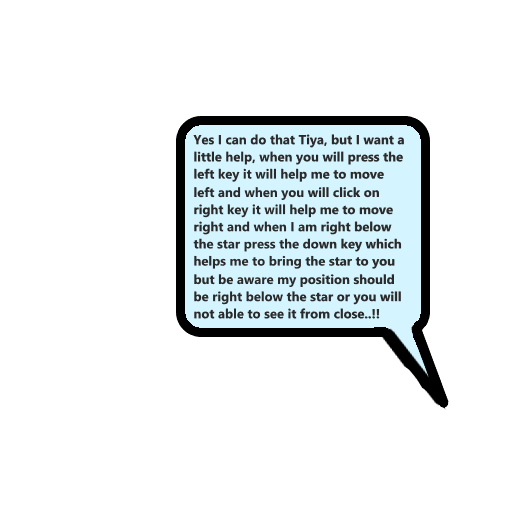 Yes I can do that Tiya, but I want a
little help, when you will press the
left key it will help me to move
left and when you will click on
right key it will help me to move
right and when I am right below
the star press the down key which
helps me to bring the star to you
but be aware my position should
be right below the star or you will
not able to see it from close..!!